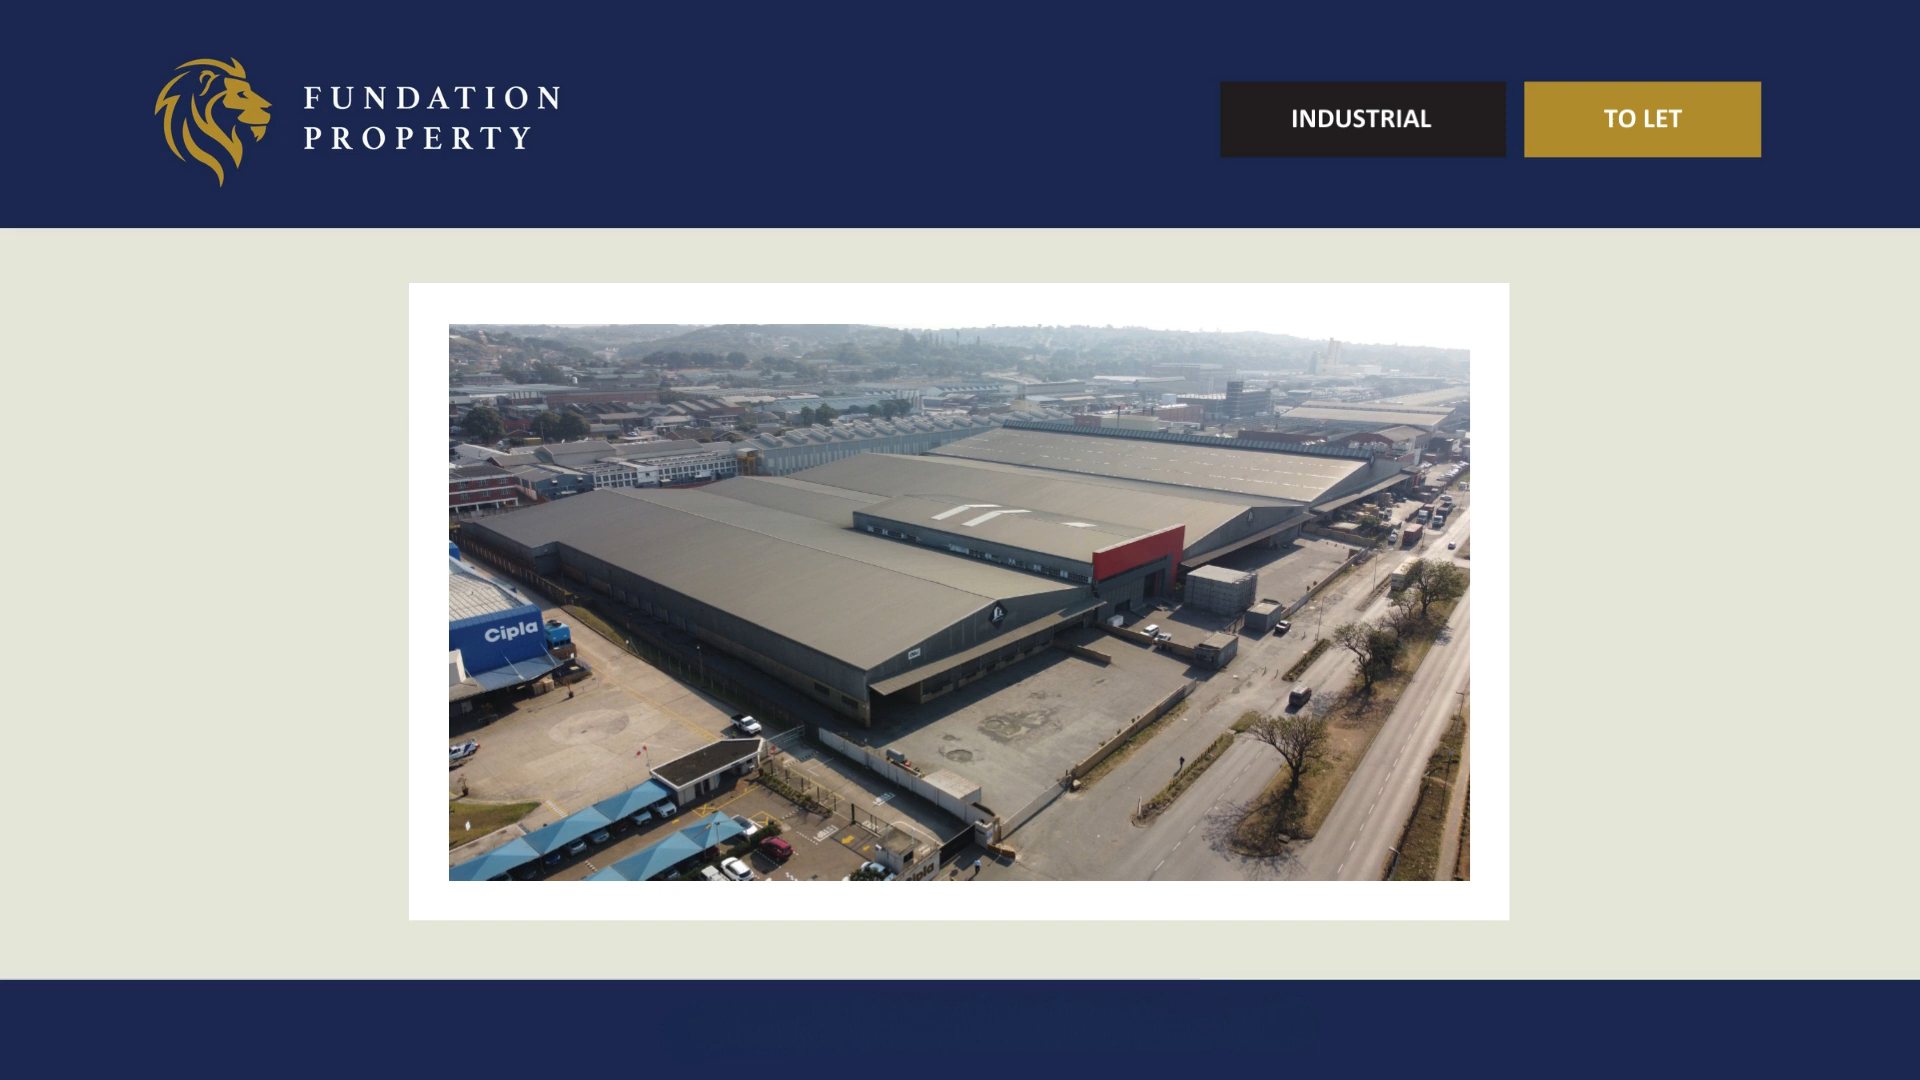 FUNDATION
PROPERTY
INDUSTRIAL
TO LET
Cipla